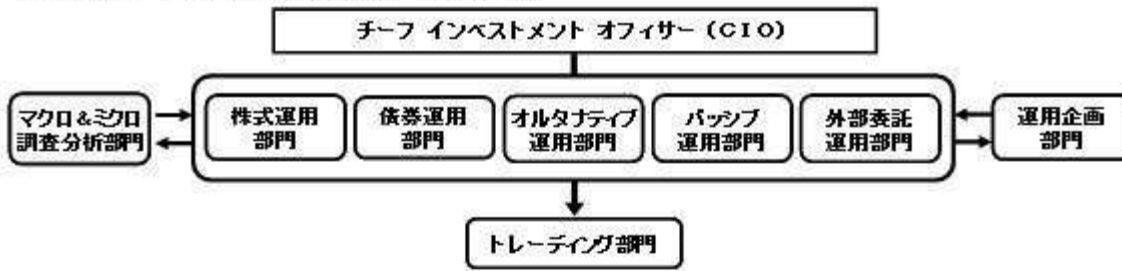 チーフ インベストメント オフィサー (CIO)
マクロ&ミクロ
調査分析部門
株式運用
部門
債券運用
部門
オルタナティブ
運用部門
パッシブ
運用部門
外部委託
運用部門
運用企画
部門
トレーディング部門